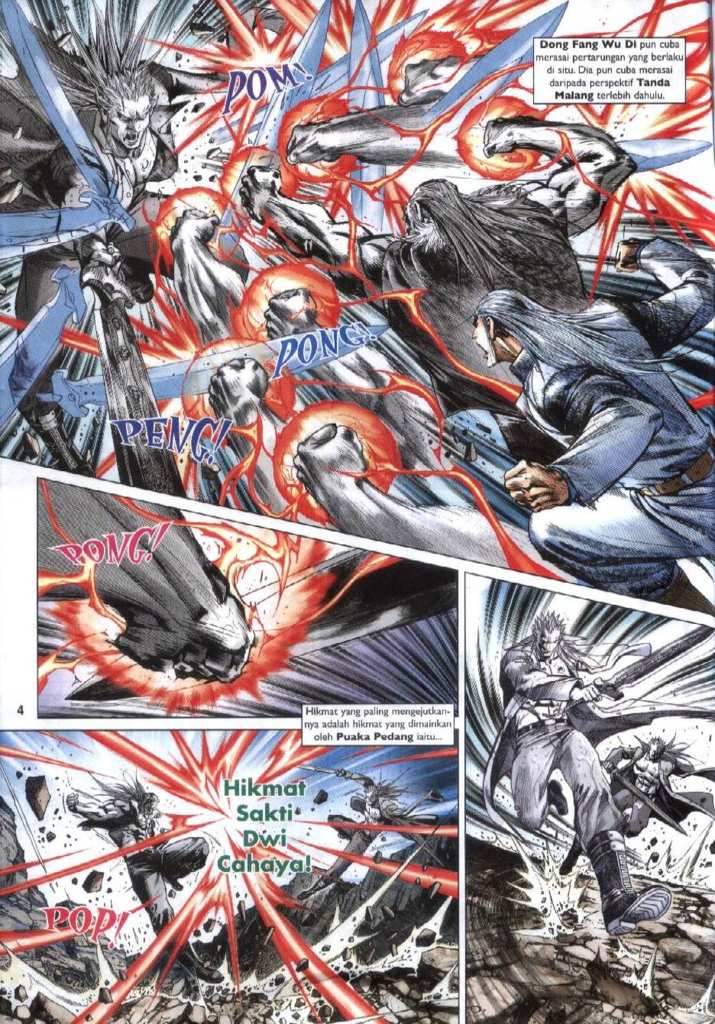 Dong Fang Wu Di pun cuba
merasai pertarungan yang berlaku
di situ. Dia pun cuba merasai
daripada perspektif Tanda
Malang terlebih dahulu.
POM!
PONG!
PENG!
PONG!
4
Hikmat yang paling mengejutkan-
nya adalah hikmat yang dimainkan
oleh Puaka Pedang iaitu...
Hikmat
Sakti
Dwi
Cahaya!
POP!